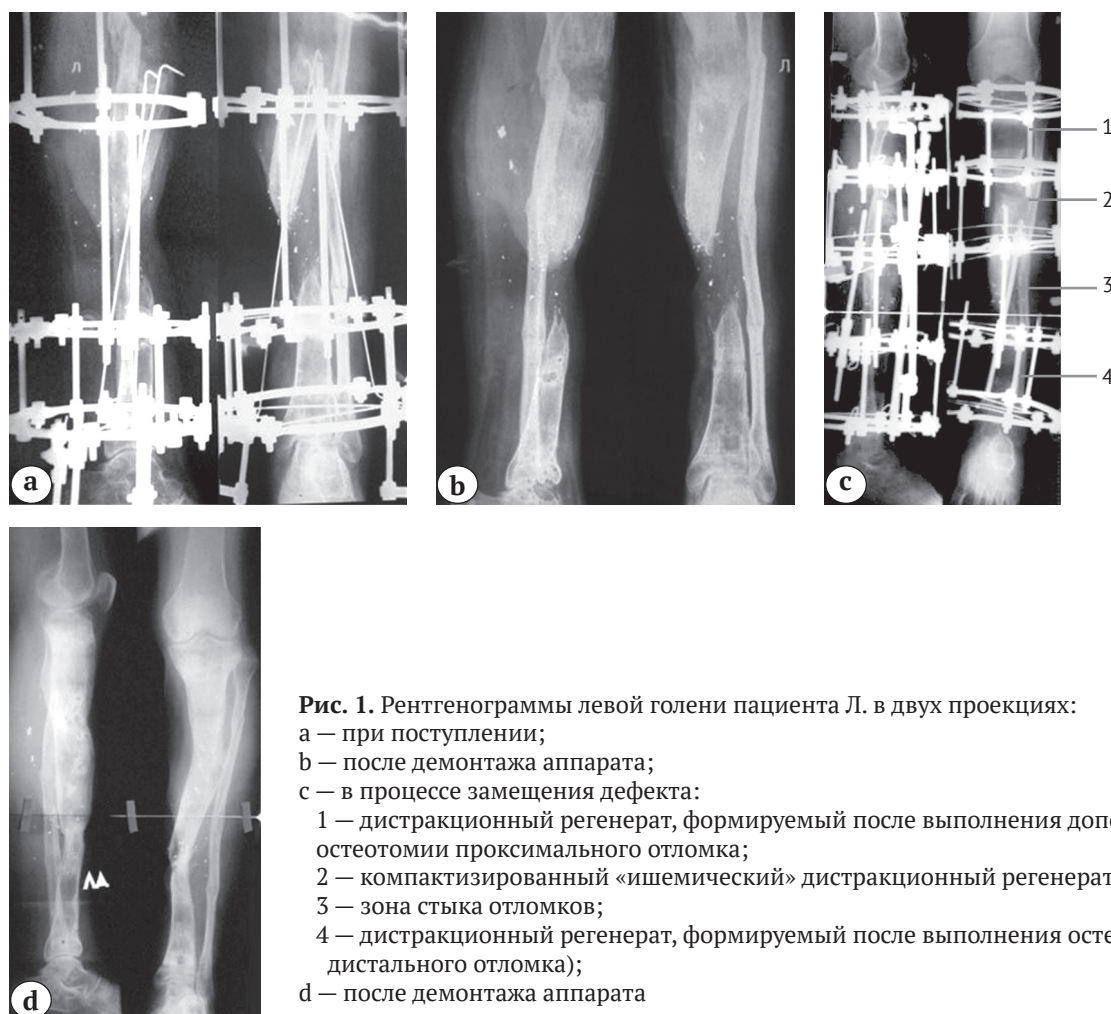 л
Л
1
2
3
4
a
b
c
ЛЛ
d
Рис. 1. Рентгенограммы левой голени пациента Л. в двух проекциях:
a — при поступлении;
b — после демонтажа аппарата;
c — в процессе замещения дефекта:
1 — дистракционный регенерат, формируемый после выполнения
остеотомии проксимального отломка;
2 — компактизированный «ишемический» дистракционный регенерат
3 — зона стыка отломков;
4 — дистракционный регенерат, формируемый после выполнения
дистального отломка);
d — после демонтажа аппарата